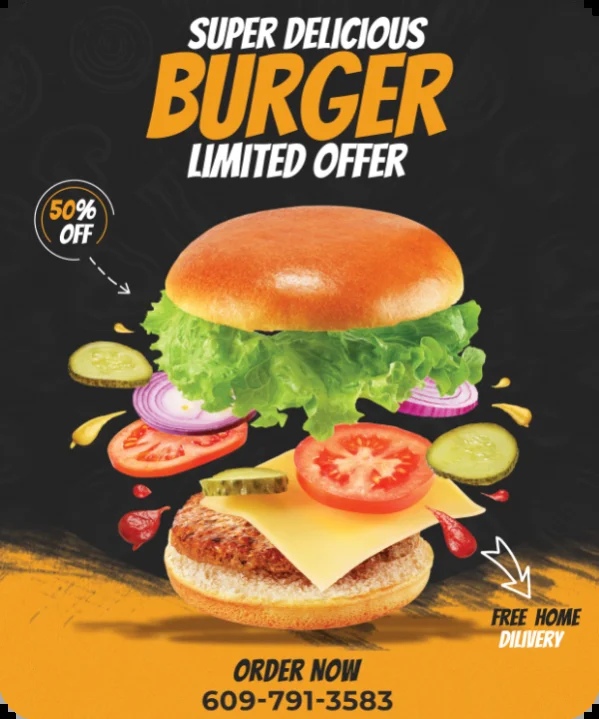 SUPER DELICIOUS
BURGER
LIMITED OFFER
50%
OFF
FREE HOME
DILIVERY
ORDER NOW
609-791-3583